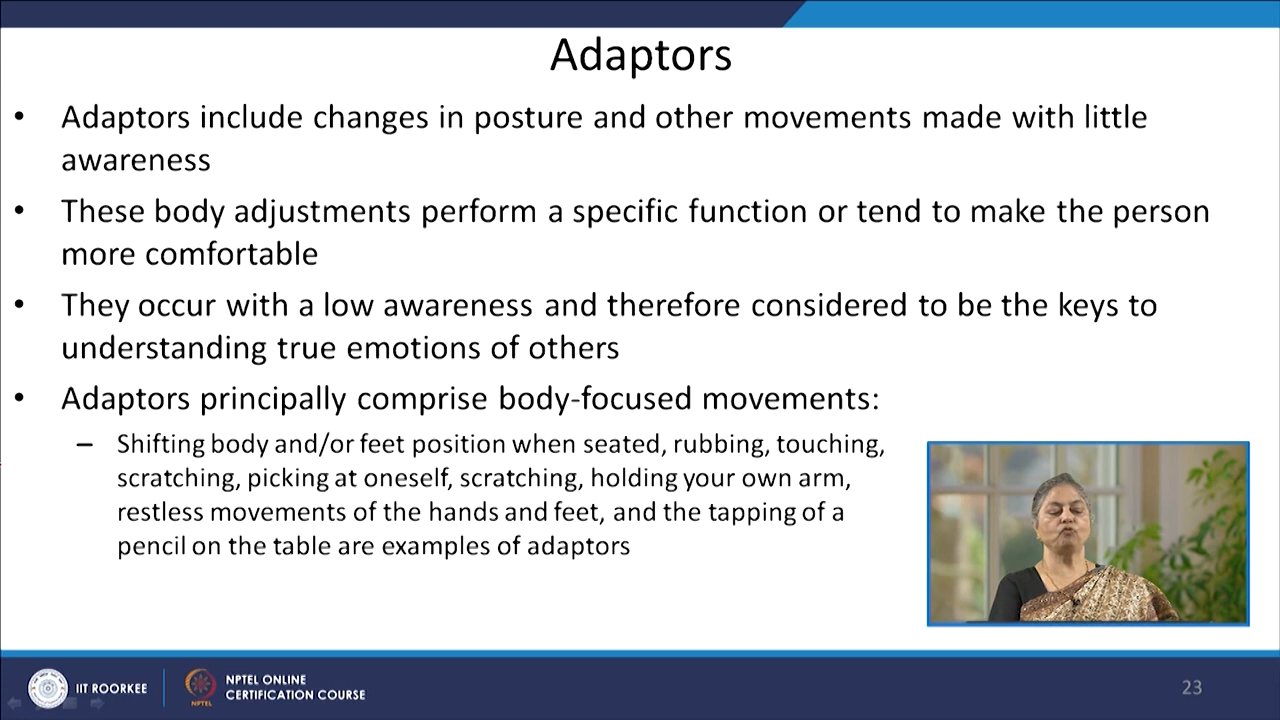 Adaptors
• Adaptors include changes in posture and other movements made with little
awareness
• These body adjustments perform a specific function or tend to make the person
more comfortable
• They occur with a low awareness and therefore considered to be the keys to
understanding true emotions of others
• Adaptors principally comprise body-focused movements:
– Shifting body and/or feet position when seated, rubbing, touching,
scratching, picking at oneself, scratching, holding your own arm,
restless movements of the hands and feet, and the tapping of a
pencil on the table are examples of adaptors
IIT ROORKEE
NPTEL
NPTEL ONLINE
CERTIFICATION COURSE
23